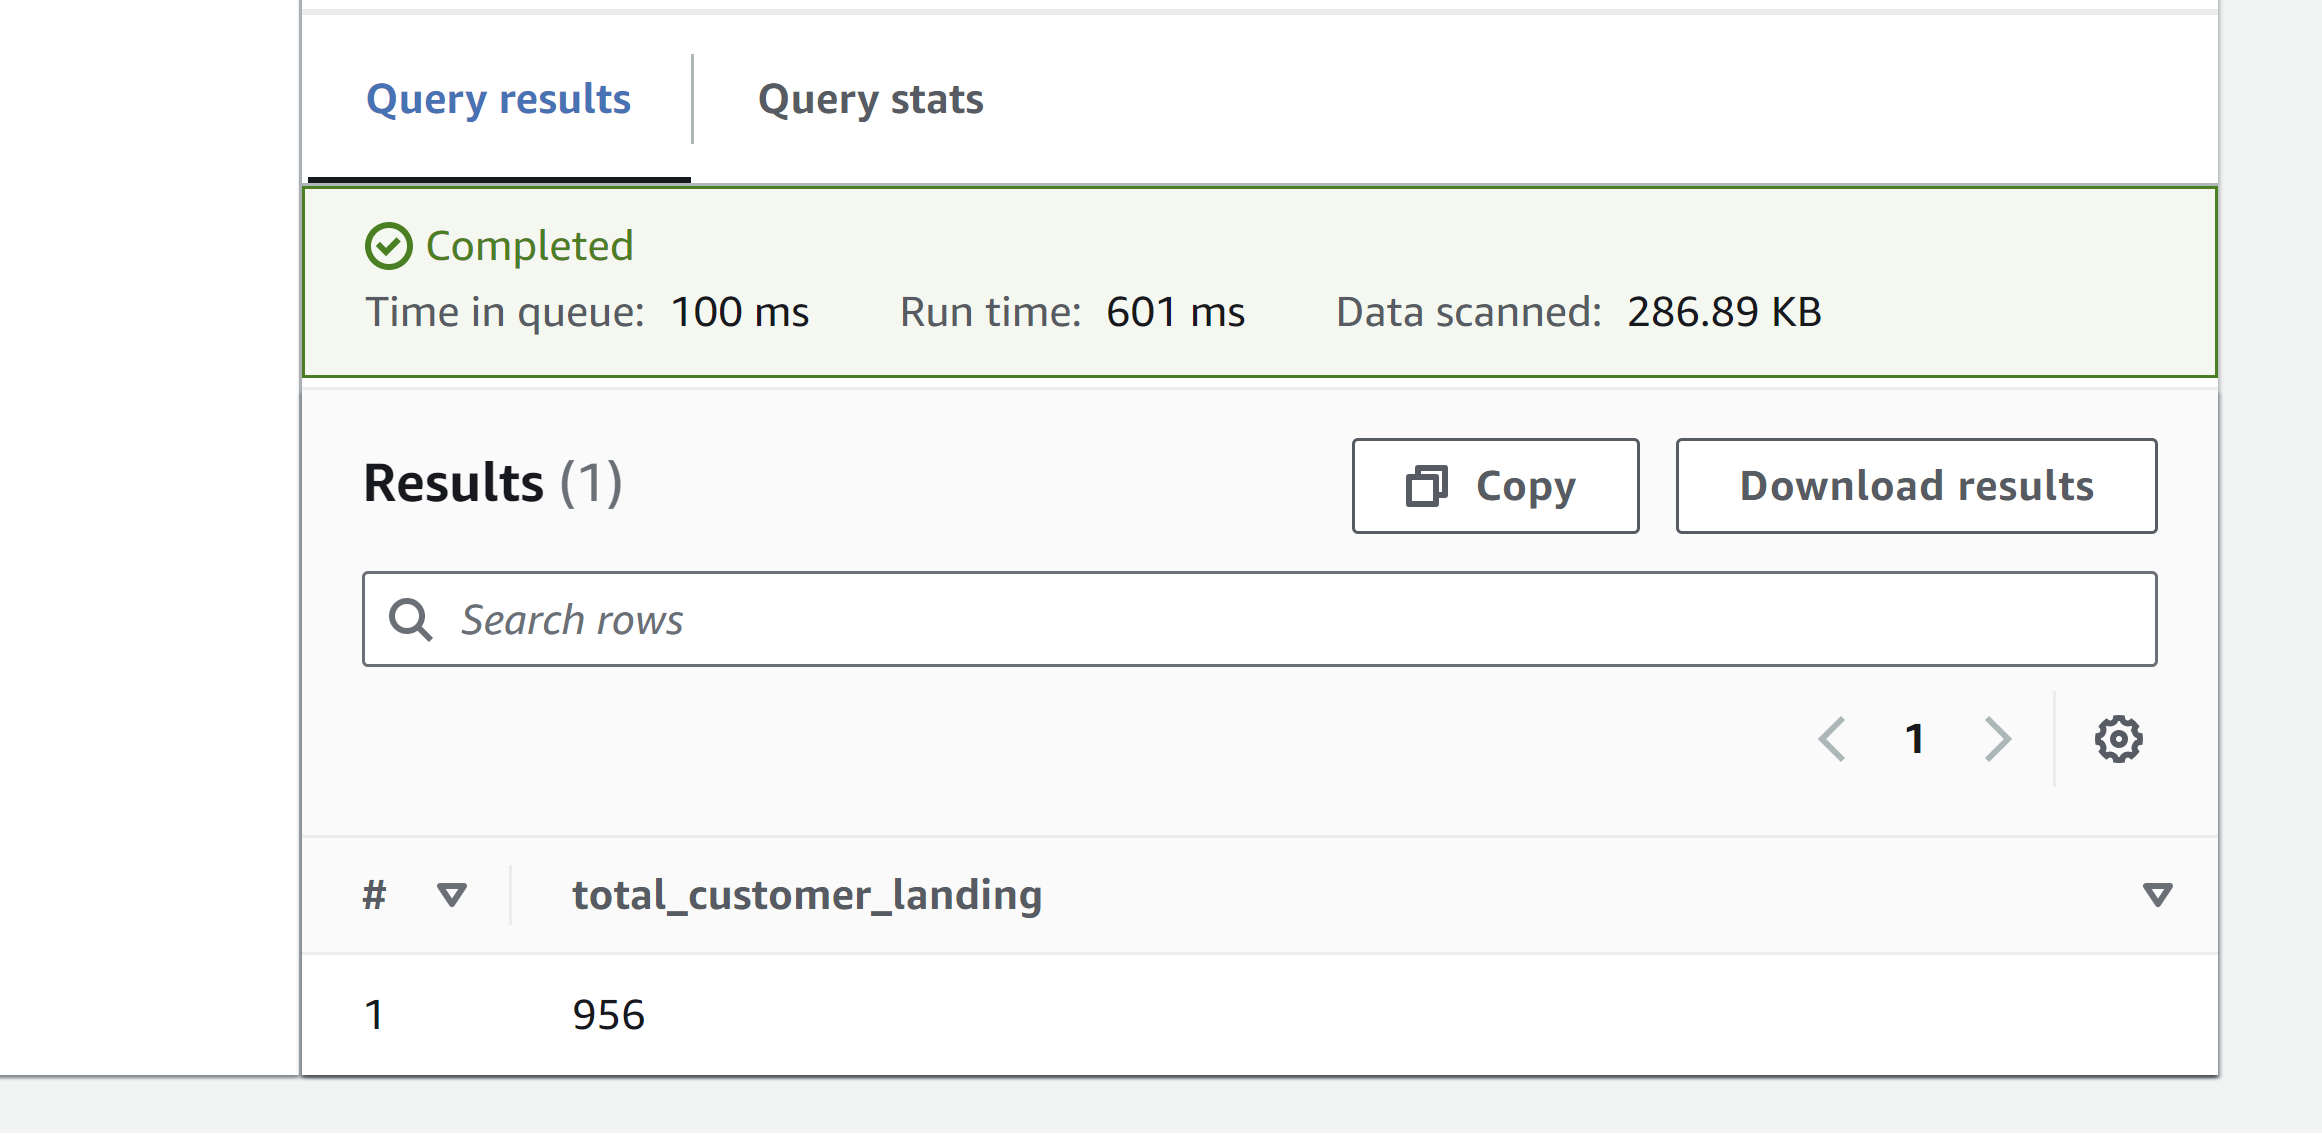 Query results Query stats
Completed
Time in queue: 100 ms Run time: 601 ms Data scanned: 286.89 KB
Results (1) Copy Download results
Search rows
1
# total_customer_landing
1 956